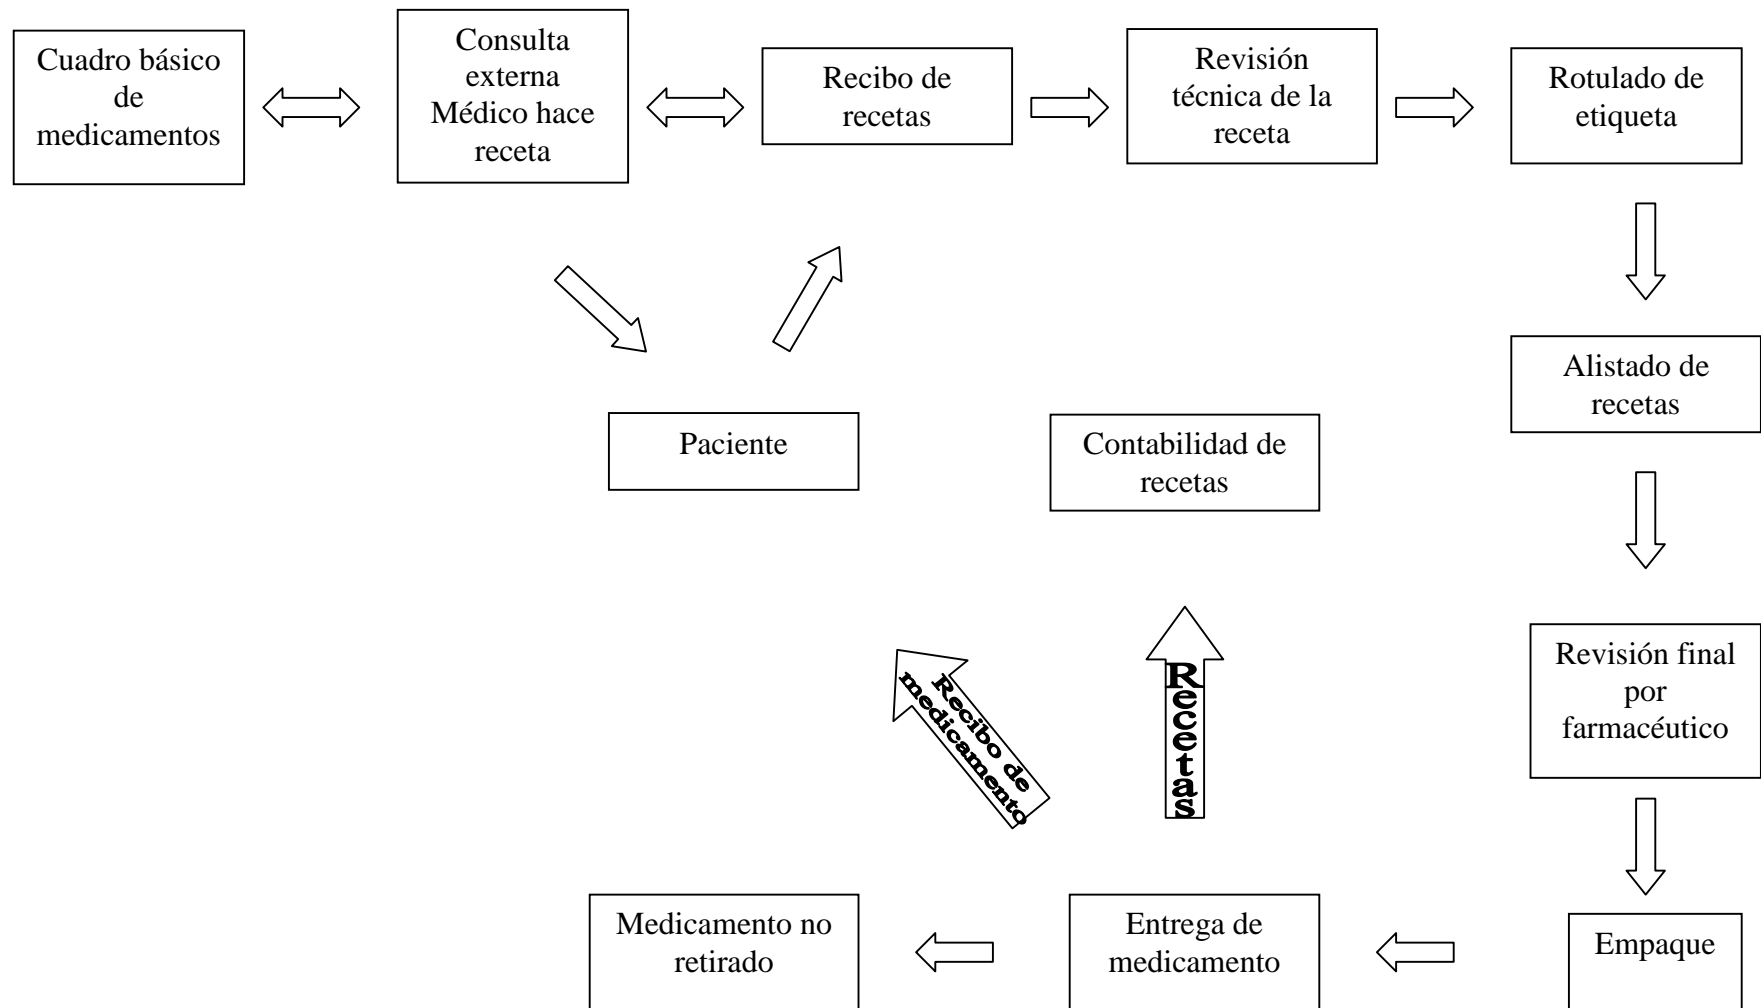 Cuadro básico
de
medicamentos
Consulta
externa
Médico hace
receta
Recibo de
recetas
Revisión
técnica de la
receta
Rotulado de
etiqueta
Alistado de
recetas
Paciente
Contabilidad de
recetas
Revisión final
por
farmacéutico
Recibo de
medicamento
Recetas
Medicamento no
retirado
Entrega de
medicamento
Empaque